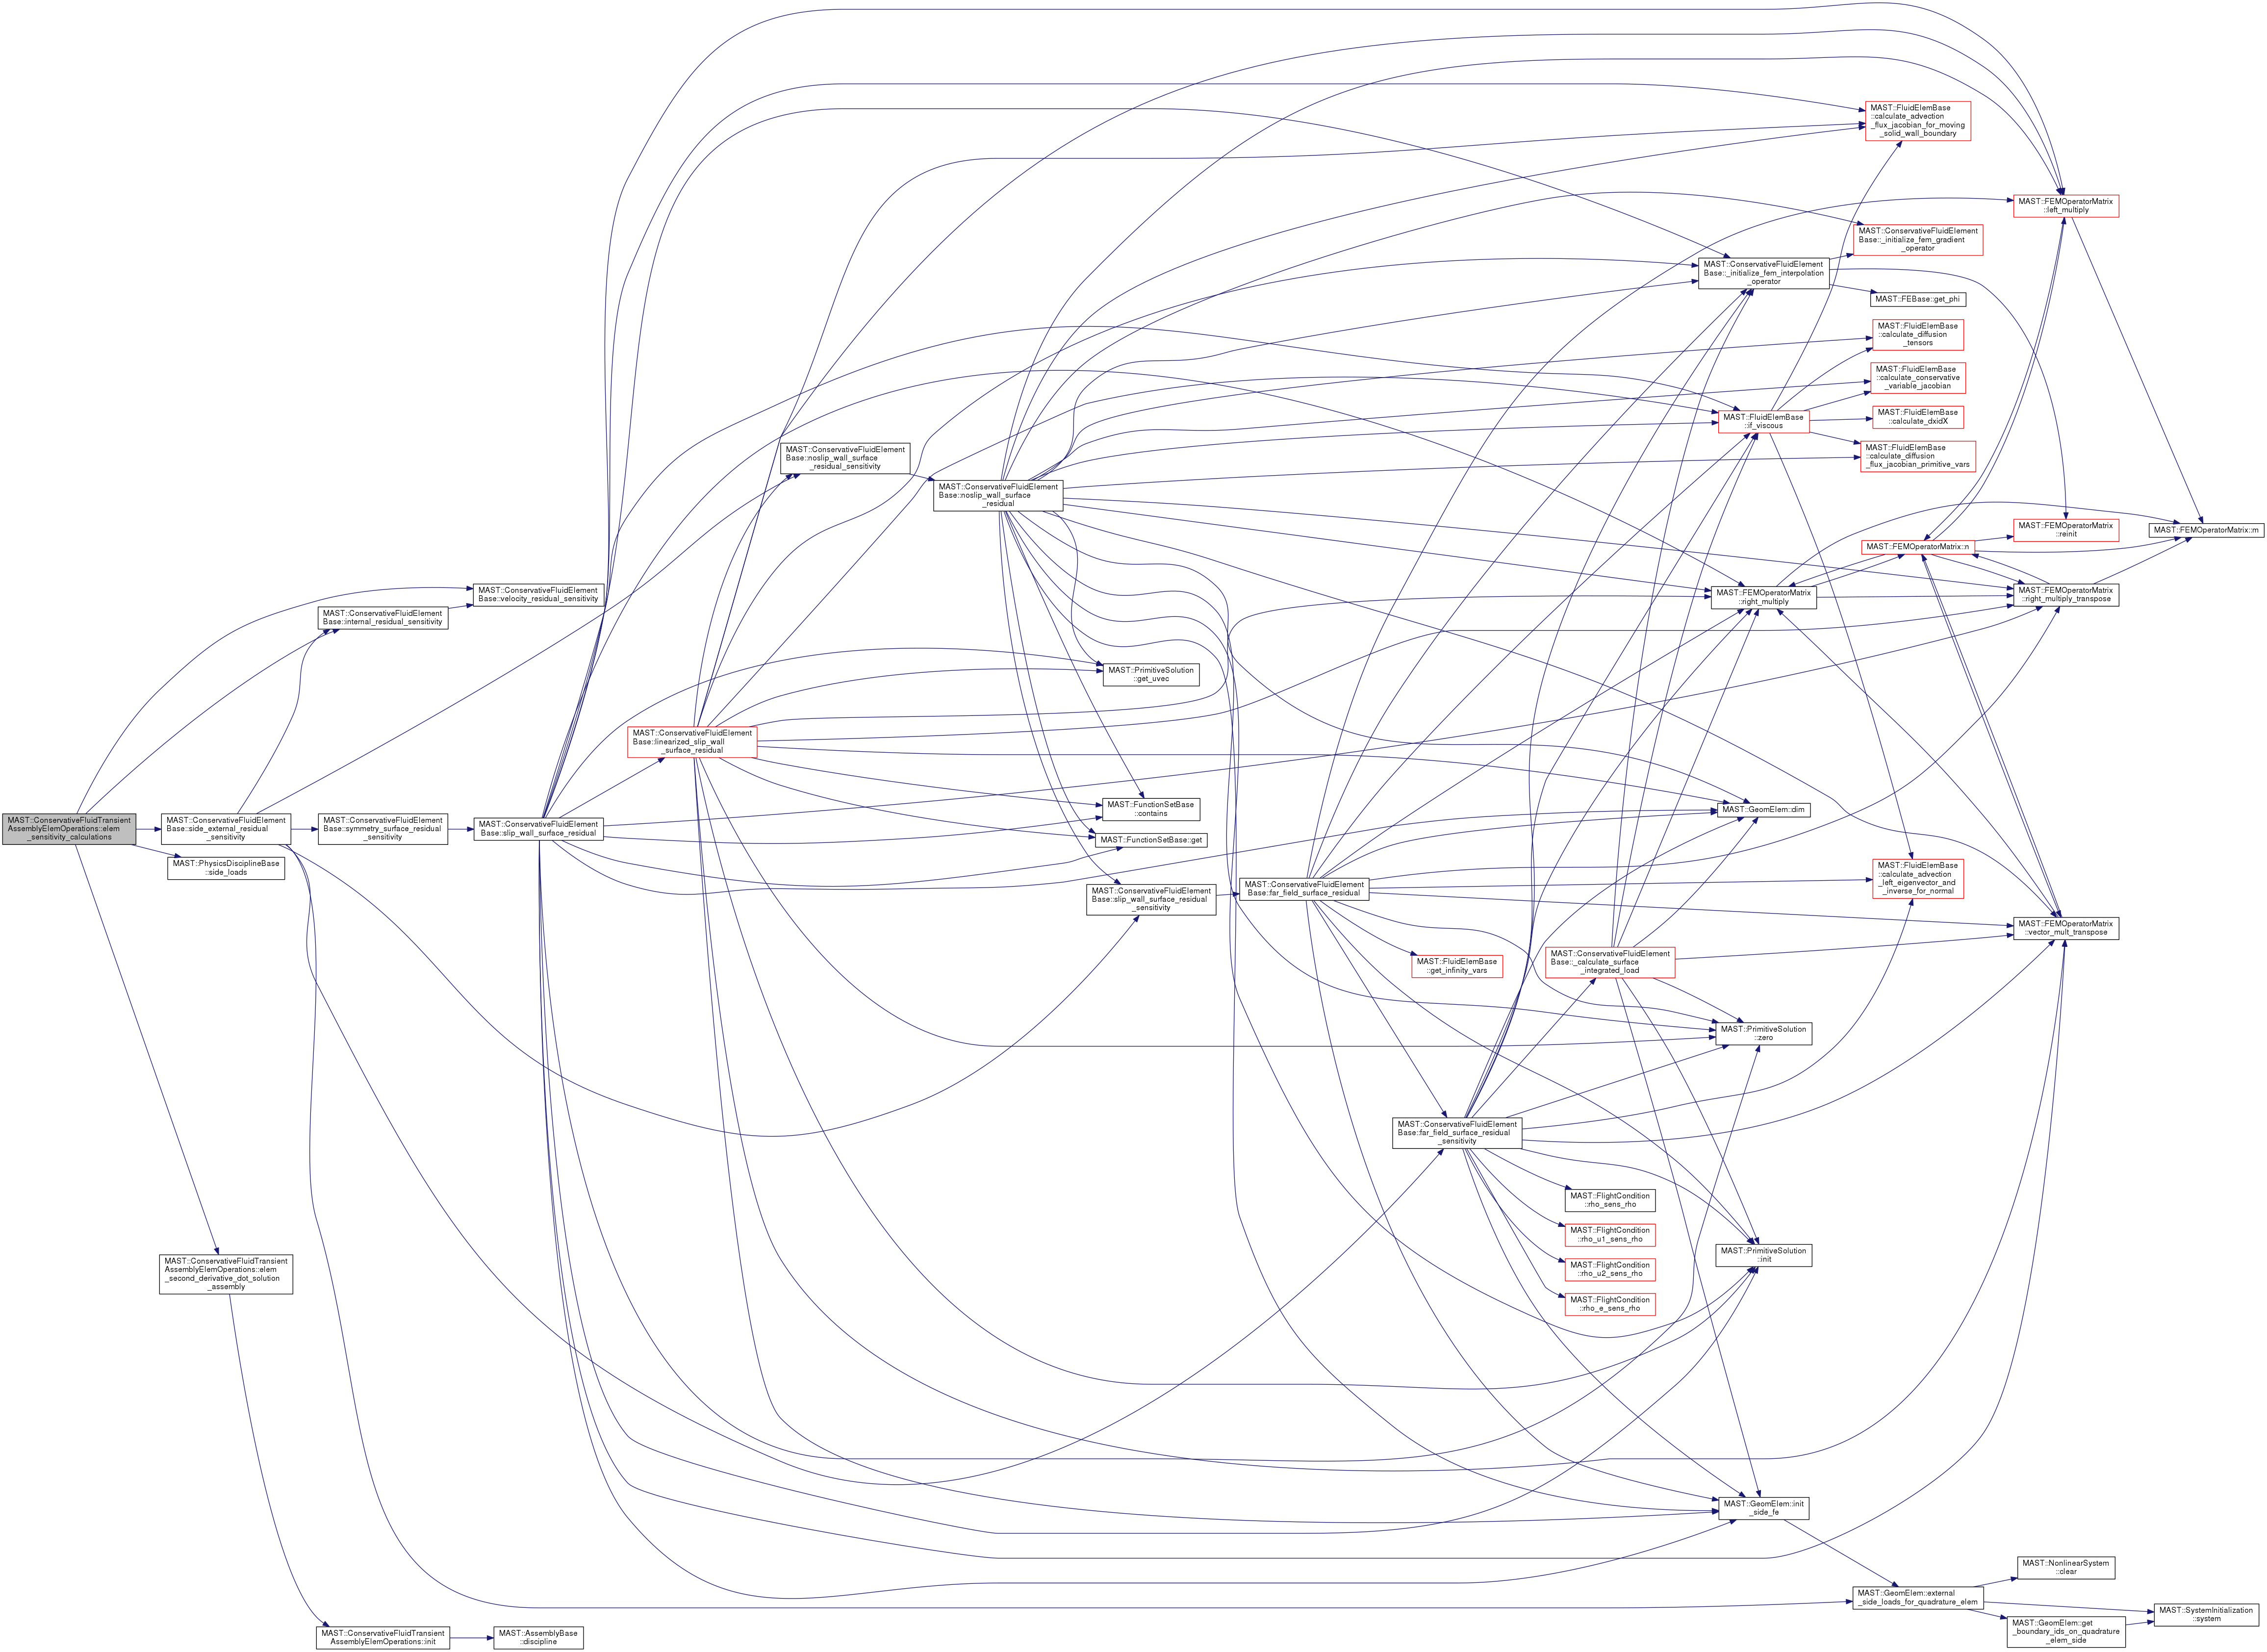 MAST::ConservativeFluidTransient
AssemblyElemOperations::elem
_sensitivity_calculations
MAST::ConservativeFluidElement
Base::side_external_residual
_sensitivity
MAST::PhysicsDisciplineBase
::side_loads
MAST::ConservativeFluidTransient
AssemblyElemOperations::elem
_second_derivative_dot_solution
_assembly
MAST::ConservativeFluidElement
Base::internal_residual_sensitivity
MAST::ConservativeFluidElement
Base::symmetry_surface_residual
_sensitivity
MAST::ConservativeFluidTransient
AssemblyElemOperations::init
MAST::ConservativeFluidElement
Base::velocity_residual_sensitivity
MAST::ConservativeFluidElement
Base::slip_wall_surface_residual
MAST::AssemblyBase
::discipline
MAST::ConservativeFluidElement
Base::linearized_slip_wall
_surface_residual
MAST::ConservativeFluidElement
Base::noslip_wall_surface
_residual_sensitivity
MAST::ConservativeFluidElement
Base::noslip_wall_surface
_residual
MAST::PrimitiveSolution
::get_uvec
MAST::FunctionSetBase
::contains
MAST::FunctionSetBase::get
MAST::ConservativeFluidElement
Base::slip_wall_surface_residual
_sensitivity
MAST::ConservativeFluidElement
Base::far_field_surface_residual
MAST::FluidElemBase
::get_infinity_vars
MAST::ConservativeFluidElement
Base::far_field_surface_residual
_sensitivity
MAST::ConservativeFluidElement
Base::_calculate_surface
_integrated_load
MAST::FlightCondition
::rho_sens_rho
MAST::FlightCondition
::rho_u1_sens_rho
MAST::FlightCondition
::rho_u2_sens_rho
MAST::FlightCondition
::rho_e_sens_rho
MAST::ConservativeFluidElement
Base::_initialize_fem_interpolation
_operator
MAST::FluidElemBase
::if_viscous
MAST::FEMOperatorMatrix
::right_multiply
MAST::GeomElem::dim
MAST::PrimitiveSolution
::zero
MAST::PrimitiveSolution
::init
MAST::GeomElem::init
_side_fe
MAST::FluidElemBase
::calculate_advection
_flux_jacobian_for_moving
_solid_wall_boundary
MAST::ConservativeFluidElement
Base::_initialize_fem_gradient
_operator
MAST::FEBase::get_phi
MAST::FluidElemBase
::calculate_diffusion
_tensors
MAST::FluidElemBase
::calculate_conservative
_variable_jacobian
MAST::FluidElemBase
::calculate_dxidX
MAST::FluidElemBase
::calculate_diffusion
_flux_jacobian_primitive_vars
MAST::FEMOperatorMatrix::n
MAST::FluidElemBase
::calculate_advection
_left_eigenvector_and
_inverse_for_normal
MAST::GeomElem::external
_side_loads_for_quadrature_elem
MAST::FEMOperatorMatrix
::left_multiply
MAST::FEMOperatorMatrix
::reinit
MAST::FEMOperatorMatrix
::right_multiply_transpose
MAST::FEMOperatorMatrix
::vector_mult_transpose
MAST::NonlinearSystem
::clear
MAST::GeomElem::get
_boundary_ids_on_quadrature
_elem_side
MAST::FEMOperatorMatrix::m
MAST::SystemInitialization
::system